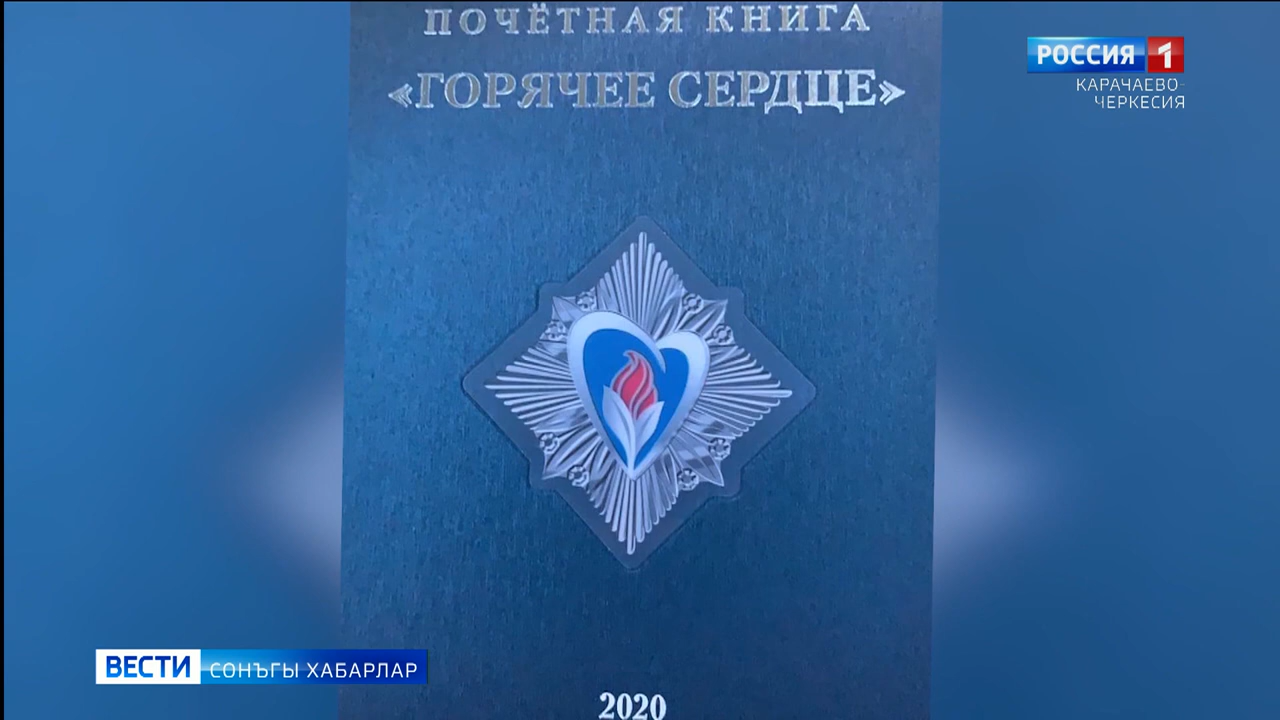 ПОЧЁТНАЯ КНИГА
«ГОРЯЧЕЕ СЕРДЦЕ»
РОССИЯ 1
КАРАЧАЕВО-
ЧЕРКЕСИЯ
ВЕСТИ СОНЪГЫ ХАБАРЛАР
2020